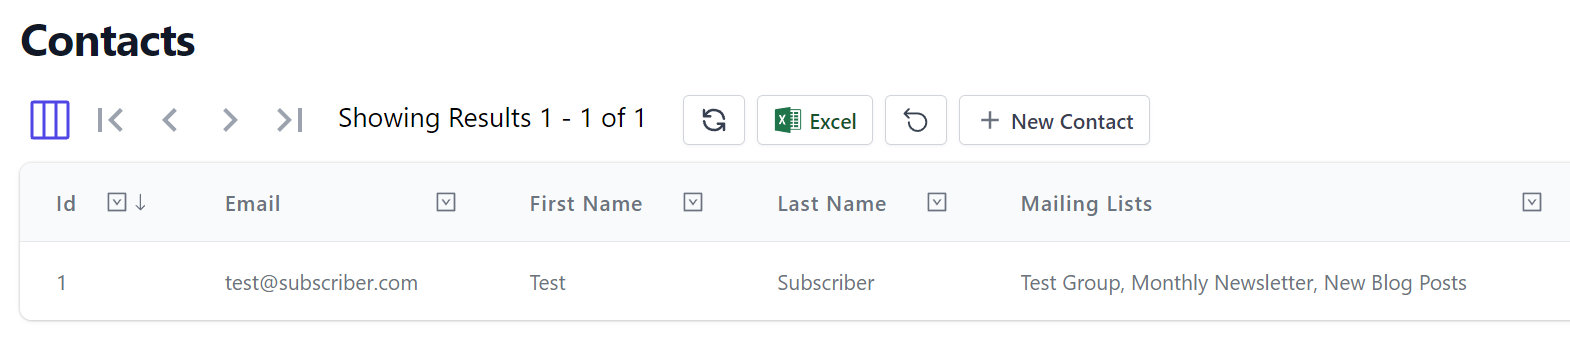 Contacts
Showing Results 1 - 1 of 1 Excel New Contact
Id Email First Name Last Name Mailing Lists
1 test@subscriber.com Test Subscriber Test Group, Monthly Newsletter, New Blog Posts